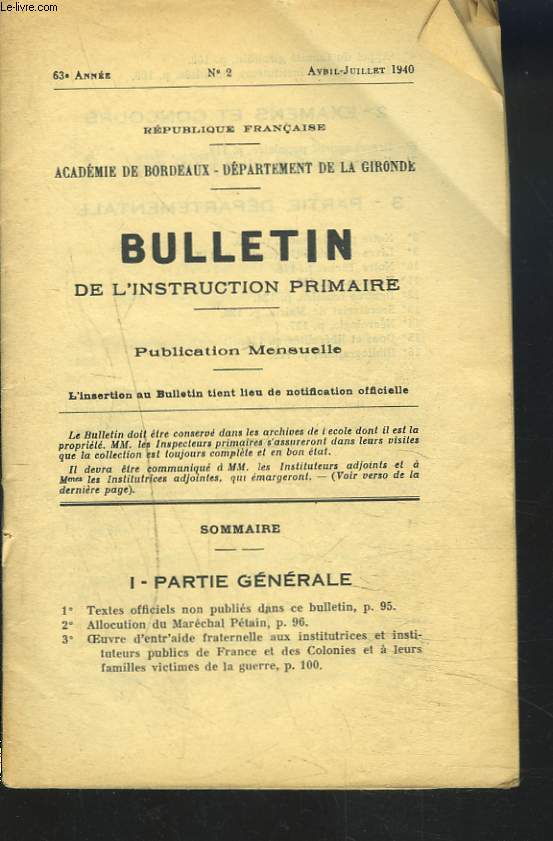 Le-livre.com
63e ANNÉE N° 2 AVRIL-JUILLET 1940
RÉPUBLIQUE FRANÇAISE
ACADÉMIE DE BORDEAUX - DÉPARTEMENT DE LA GIRONDE
BULLETIN
DE L'INSTRUCTION PRIMAIRE
Publication Mensuelle
L'insertion au Bulletin tient lieu de notification officielle
Le Bulletin doit être conservé dans les archives de l ecole dont il est la
propriété. MM. les Inspecteurs primaires s'assureront dans leurs visites
que la collection est toujours complète et en bon état.
Il devra être communiqué à MM. les Instituteurs adjoints et à
Mmes les Institutrices adjointes, qui émargeront. — (Voir verso de la
dernière page).
SOMMAIRE
I - PARTIE GÉNÉRALE
1° Textes officiels non publiés dans ce bulletin, p. 95.
2° Allocution du Maréchal Pétain, p. 96.
3° Œuvre d'entr'aide fraternelle aux institutrices et insti-
tuteurs publics de France et des Colonies et à leurs
familles victimes de la guerre, p. 100.